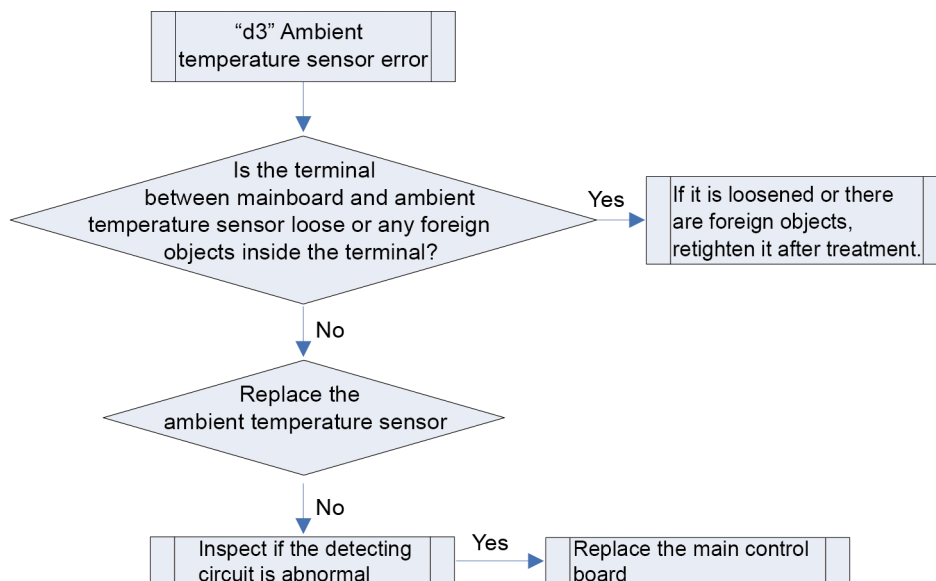 “d3” Ambient
temperature sensor error
Is the terminal
between mainboard and ambient
temperature sensor loose or any foreign
objects inside the terminal?
Yes
If it is loosened or there
are foreign objects,
retighten it after treatment.
No
Replace the
ambient temperature sensor
No
Inspect if the detecting
circuit is abnormal
Yes
Replace the main control
board